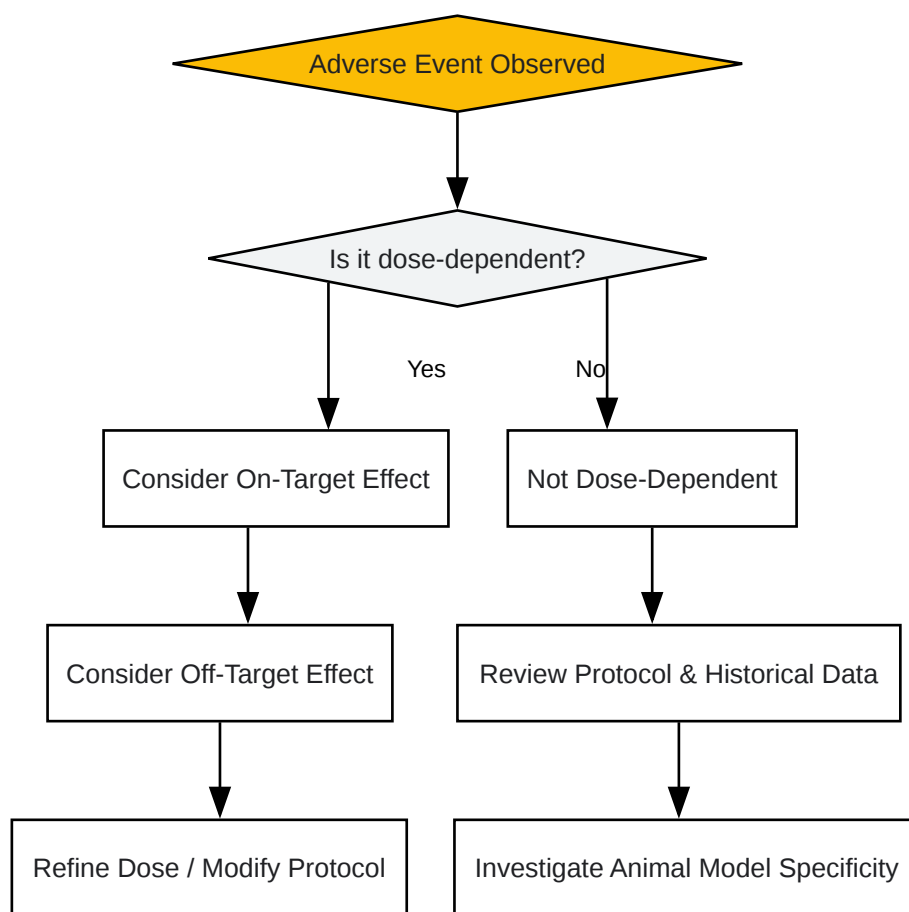 Adverse Event Observed
Is it dose-dependent?
Yes
No
Consider On-Target Effect
Not Dose-Dependent
Consider Off-Target Effect
Review Protocol & Historical Data
Refine Dose / Modify Protocol
Investigate Animal Model Specificity